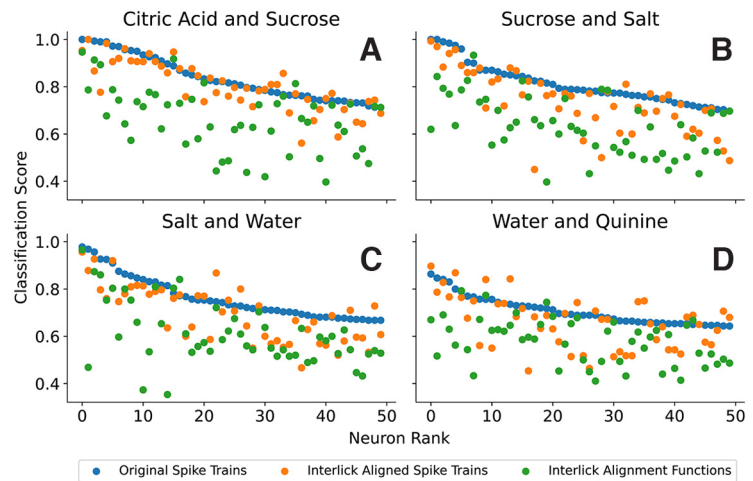 Citric Acid and Sucrose
Sucrose and Salt
A
B
1.0
0.8
0.6
0.4
Salt and Water
Water and Quinine
C
D
1.0
0.8
0.6
0.4
0 10 20 30 40 50
0 10 20 30 40 50
Classification Score
Neuron Rank
Original Spike Trains
Interlick Aligned Spike Trains
Interlick Alignment Functions